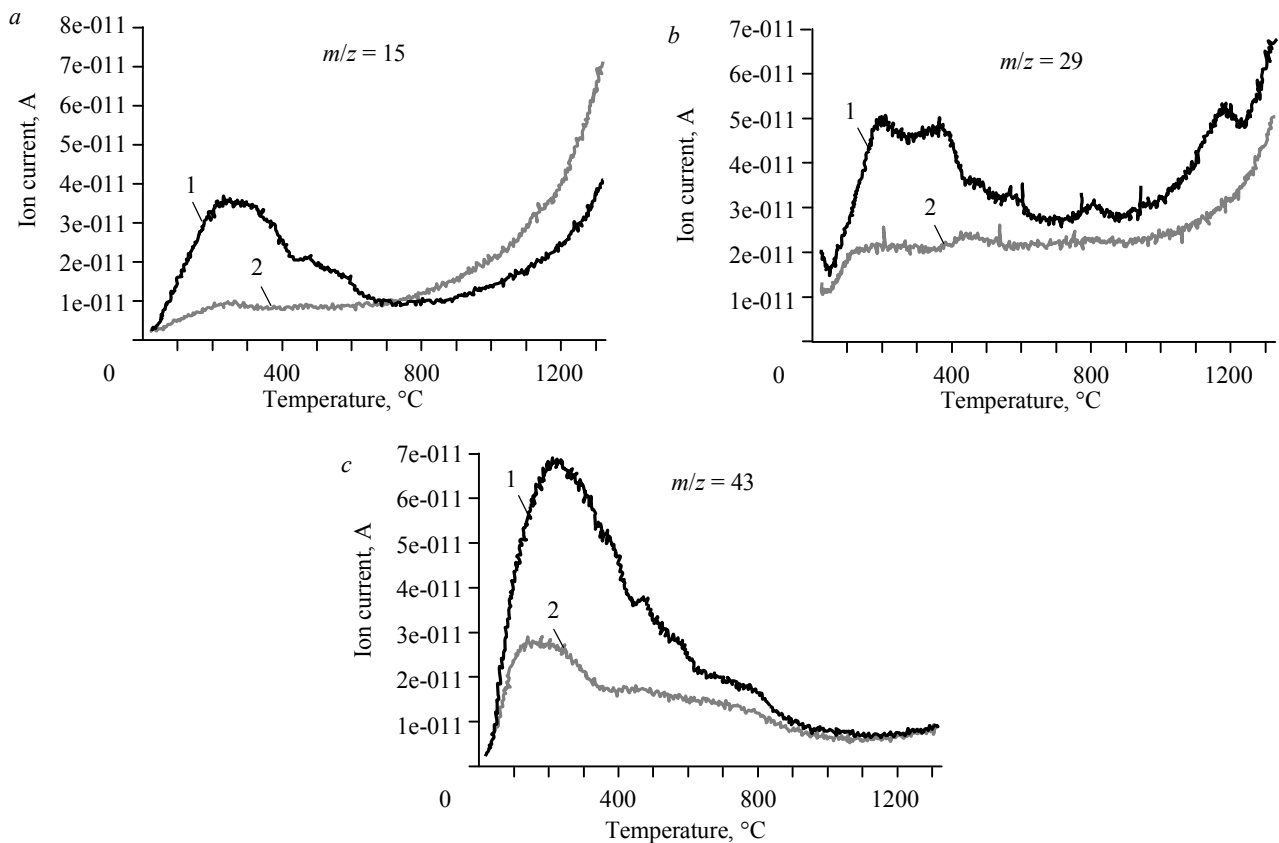 a
m/z = 15
8e-011
7e-011
6e-011
5e-011
4e-011
3e-011
2e-011
1e-011
Ion current, A
1
2
0
400
800
1200
Temperature, °C
b
m/z = 29
7e-011
6e-011
5e-011
4e-011
3e-011
2e-011
1e-011
Ion current, A
1
2
0
400
800
1200
Temperature, °C
c
m/z = 43
7e-011
6e-011
5e-011
4e-011
3e-011
2e-011
1e-011
Ion current, A
1
2
0
400
800
1200
Temperature, °C